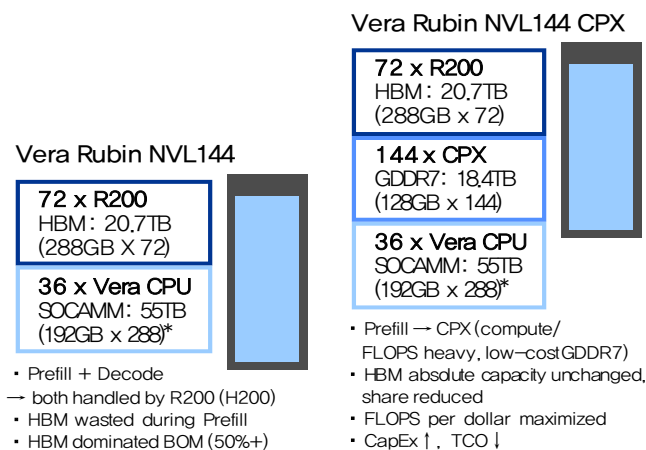 Vera Rubin NVL144
72 x R200
HBM: 20.7TB
(288GB X 72)
36 x Vera CPU
SOCAMM: 55TB
(192GB x 288)*
▪ Prefill + Decode
→ both handled by R200 (H200)
▪ HBM wasted during Prefill
▪ HBM dominated BOM (50%+)
Vera Rubin NVL144 CPX
72 x R200
HBM: 20.7TB
(288GB x 72)
144 x CPX
GDDR7: 18.4TB
(128GB x 144)
36 x Vera CPU
SOCAMM: 55TB
(192GB x 288)*
▪ Prefill → CPX (compute/
FLOPS heavy, low-cost GDDR7)
▪ HBM absolute capacity unchanged,
share reduced
▪ FLOPS per dollar maximized
▪ CapEx ↑, TCO ↓